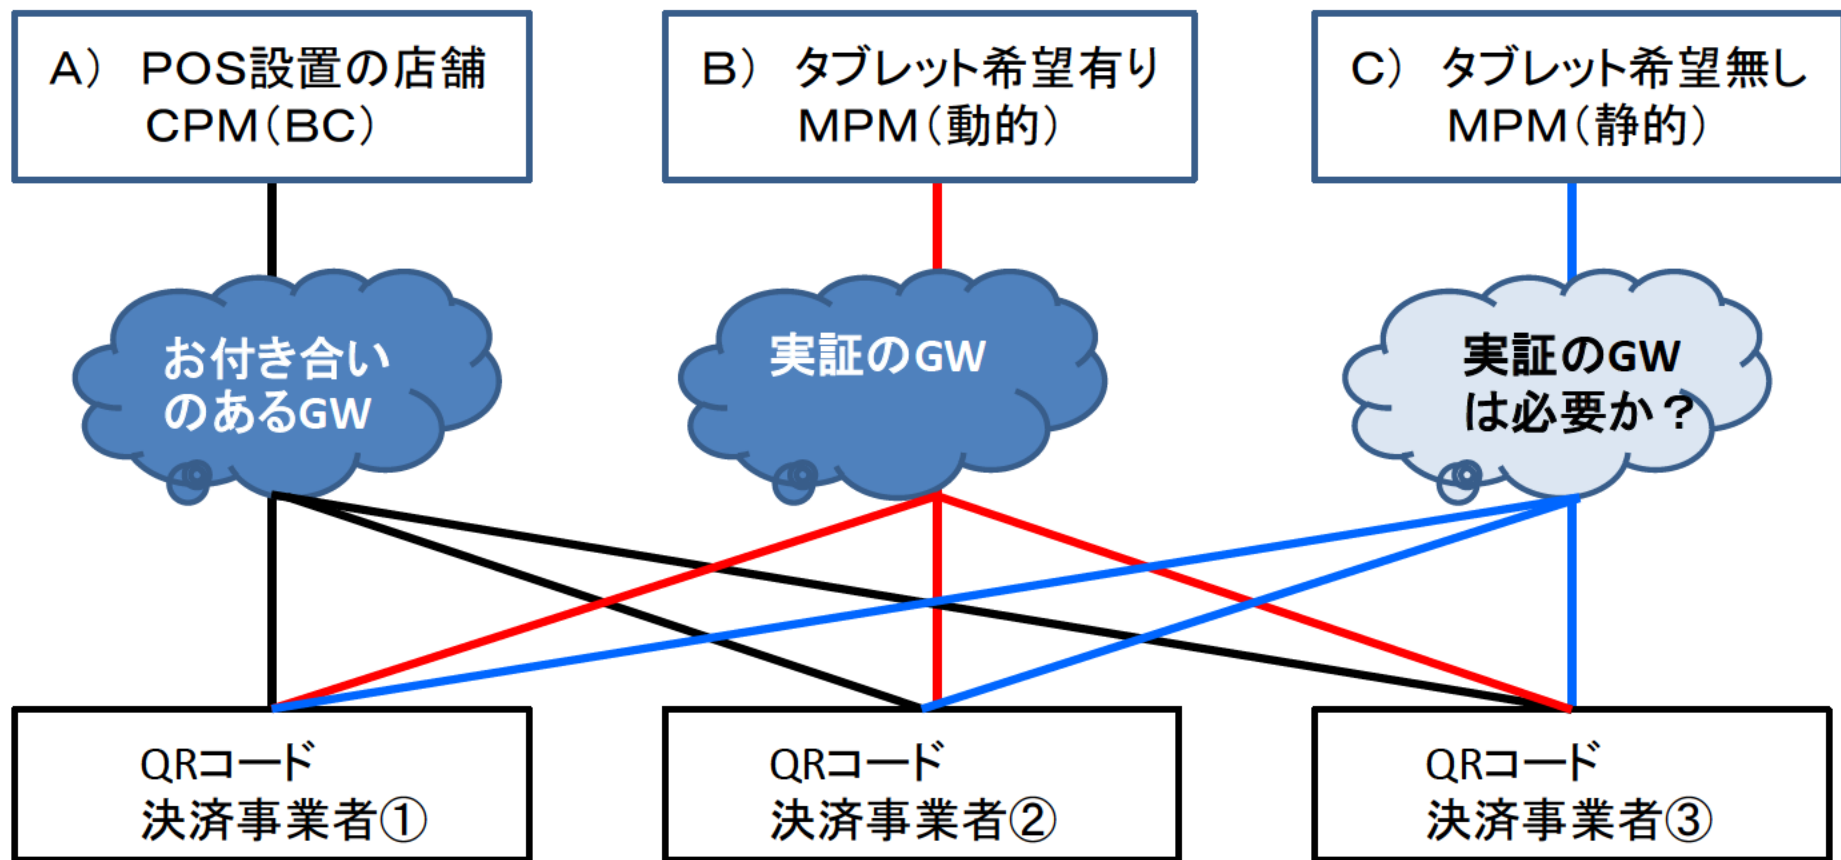 A） POS設置の店舗
CPM（BC）
B） タブレット希望有り
MPM（動的）
C） タブレット希望無し
MPM（静的）
お付き合い
のあるGW
実証のGW
実証のGW
は必要か？
QRコード
決済事業者①
QRコード
決済事業者②
QRコード
決済事業者③